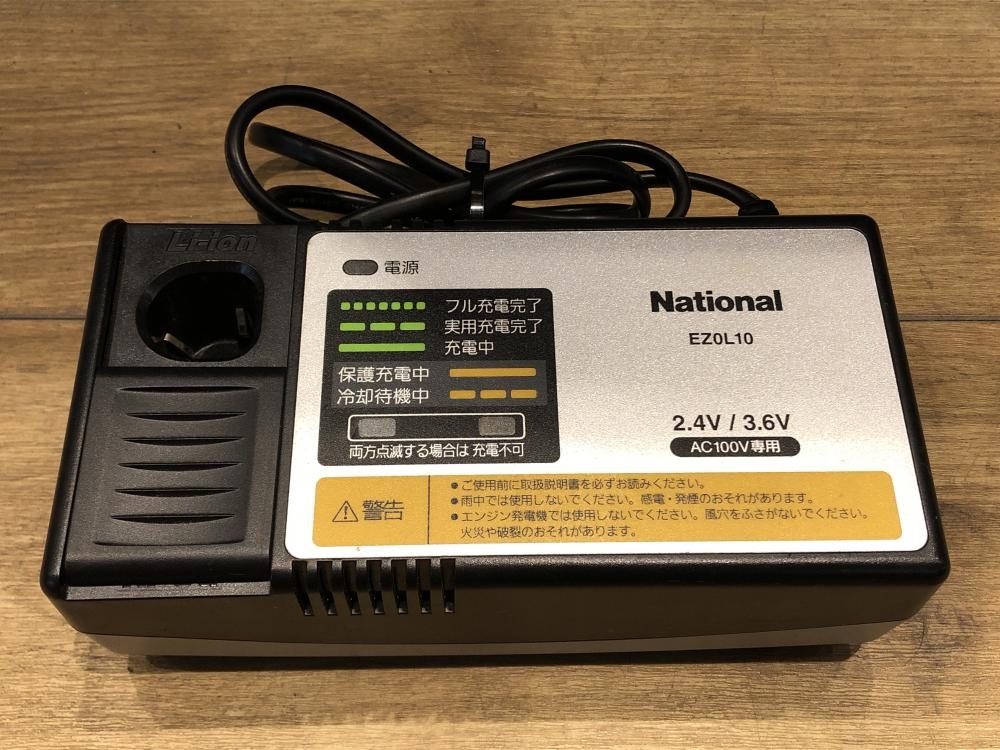 Li-ion
電源
フル充電完了
実用充電完了
充電中
保護充電中
冷却待機中
両方点滅する場合は 充電不可
National
EZ0L10
2.4V / 3.6V
AC100V専用
警告
●ご使用前に取扱説明書を必ずお読みください。
●雨中では使用しないでください。感電・発煙のおそれがあります。
●エンジン発電機では使用しないでください。風穴をふさがないでください。
火災や破裂のおそれがあります。